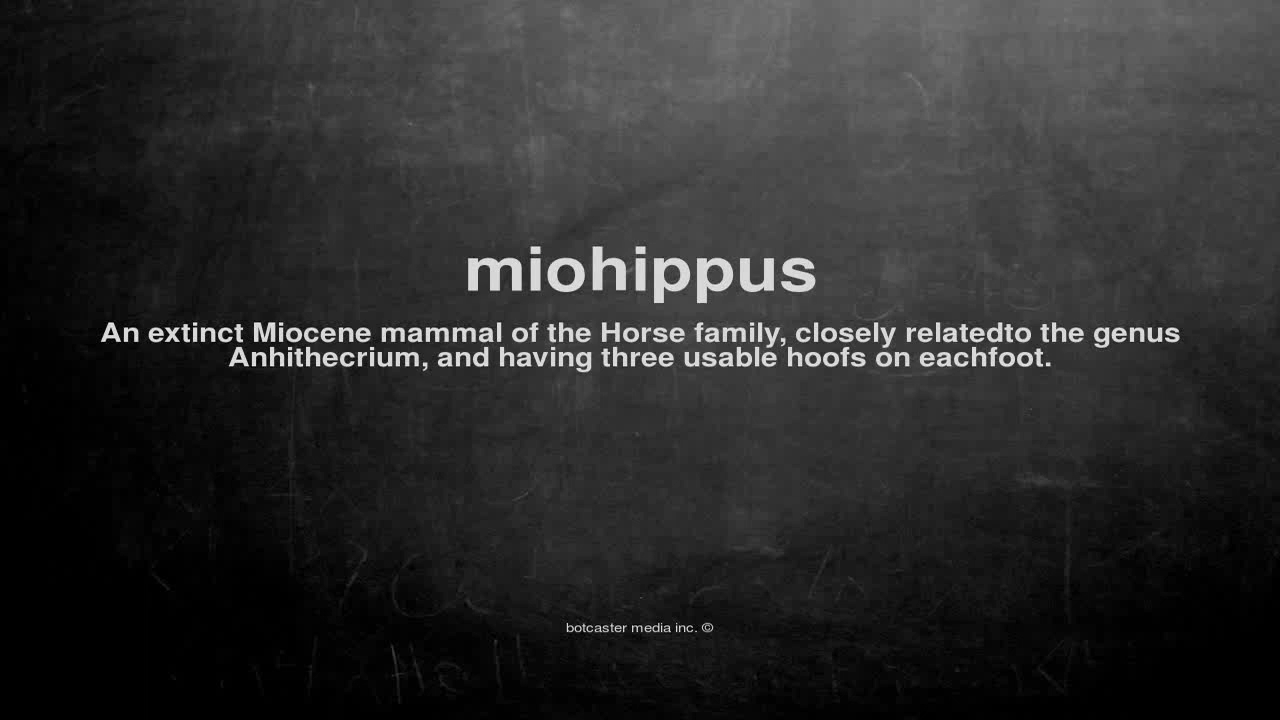 miohippus
An extinct Miocene mammal of the Horse family, closely relatedto the genus
Anhithecrium, and having three usable hoofs on eachfoot.
botcaster media inc. ©